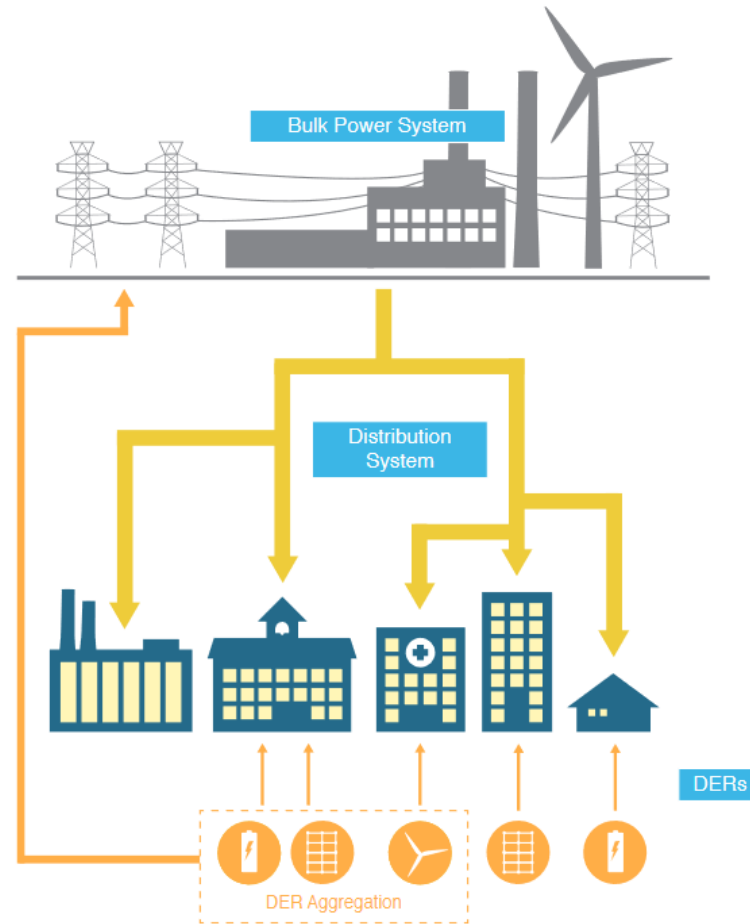 Bulk Power System
Distribution
System
DERs
DER Aggregation